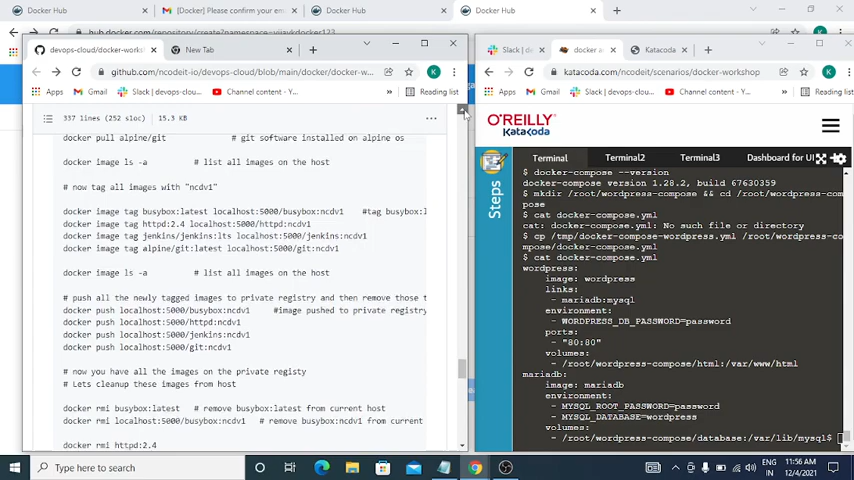 Docker Hub
[Docker] Please confirm your em
Docker Hub
Docker Hub
devops-cloud/docker-worksh
New Tab
github.com/ncodeit/devops-cloud/blob/main/docker/docker-w...
Apps
Gmail
Slack | devops-cloud
Channel content - Y...
Reading list
337 lines (252 sloc)
15.3 KB
docker pull alpine/git # git software installed on alpine os
docker image ls -a # list all images on the host
# now tag all images with "ncdv1"
docker image tag busybox:latest localhost:5000/busybox:ncdv1 #tag busybox:l
docker image tag httpd:2.4 localhost:5000/httpd:ncdv1
docker image tag jenkins/jenkins:lts localhost:5000/jenkins:ncdv1
docker image tag alpine/git:latest localhost:5000/git:ncdv1
docker image ls -a # list all images on the host
# push all the newly tagged images to private registry and then remove those t
docker push localhost:5000/busybox:ncdv1 #image pushed to private registry
docker push localhost:5000/httpd:ncdv1
docker push localhost:5000/jenkins:ncdv1
docker push localhost:5000/git:ncdv1
# now you have all the images on the private registry
# Lets cleanup these images from host
docker rmi busybox:latest # remove busybox:latest from current host
docker rmi localhost:5000/busybox:ncdv1 # remove busybox:ncdv1 from current
docker rmi httpd:2.4
Slack | de
docker a
Katacoda
katacoda.com/ncodeit/scenarios/docker-workshop
Apps
Gmail
Slack | devops-cloud
Channel content - Y...
Reading list
O'REILLY
KATACODA
Steps
Terminal
Terminal2
Terminal3
Dashboard for UI
$ docker-compose --version
docker-compose version 1.28.2, build 67630359
$ mkdir /root/wordpress-compose && cd /root/wordpress-com
pose
$ cat docker-compose.yml
cat: docker-compose.yml: No such file or directory
$ cp /tmp/docker-compose-wordpress.yml /root/wordpress-co
mpose/docker-compose.yml
$ cat docker-compose.yml
wordpress:
image: wordpress
links:
- mariadb:mysql
environment:
- WORDPRESS_DB_PASSWORD=password
ports:
- "80:80"
volumes:
- /root/wordpress-compose/html:/var/www/html
mariadb:
image: mariadb
environment:
- MYSQL_ROOT_PASSWORD=password
- MYSQL_DATABASE=wordpress
volumes:
- /root/wordpress-compose/database:/var/lib/mysql$
Type here to search
ENG
IN
11:56 AM
12/4/2021